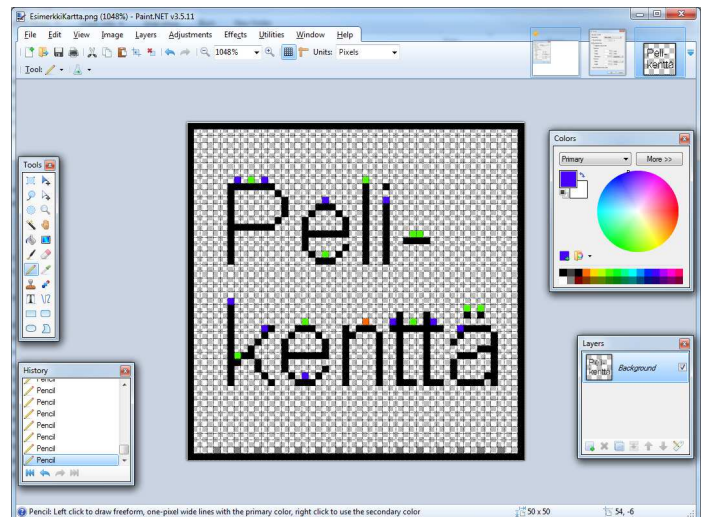 EsimerkkiKartta.png (1048%) - Paint.NET v3.5.11
File Edit View Image Layers Adjustments Effects Utilities Window Help
1048% Units: Pixels
Tool:
Peli-
kenttä
Tools
Colors
Primary More >>
Peli-
kenttä
History
Pencil
Pencil
Pencil
Pencil
Pencil
Pencil
Pencil
Layers
Peli-
kenttä
Background
Pencil: Left click to draw freeform, one-pixel wide lines with the primary color, right click to use the secondary color
50 x 50
54, -6